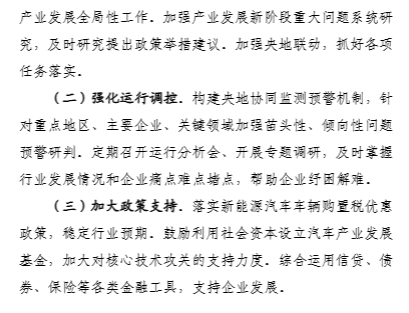 产业发展全局性工作. 加强产业发展新阶段重大问题系统研
究, 及时研究提出政策举措建议. 加强央地联动, 抓好各项
任务落实.
（二）强化运行调控. 构建央地协同监测预警机制, 针
对重点地区、主要企业、关键领域加强苗头性、倾向性问题
预警研判. 定期召开运行分析会、开展专题调研, 及时掌握
行业发展情况和企业痛点难点堵点, 帮助企业纾困解难.
（三）加大政策支持. 落实新能源汽车车辆购置税优惠
政策, 稳定行业预期. 鼓励利用社会资本设立汽车产业发展
基金, 加大对核心技术攻关的支持力度. 综合运用信贷、债
券、保险等各类金融工具, 支持企业发展.